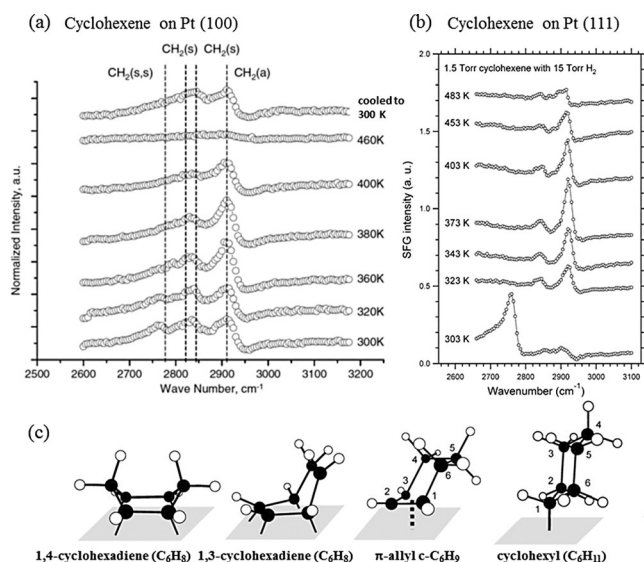 (a) Cyclohexene on Pt (100)
CH2(s)
CH2(s,s)
CH2(s)
CH2(a)
cooled to
300 K
460K
400K
380K
360K
320K
300K
Normalized Intensity, a.u.
2500 2600 2700 2800 2900 3000 3100 3200
Wave Number, cm-1
(b) Cyclohexene on Pt (111)
2.0
1.5
1.0
0.5
0.0
SFG intensity (a. u.)
1.5 Torr cyclohexene with 15 Torr H2
483 K
453 K
403 K
373 K
343 K
323 K
303 K
2600 2700 2800 2900 3000 3100
Wavenumber (cm-1)
(c)
2 3 4 5 6 1
4 3 5 2 6 1
1,4-cyclohexadiene (C6H8) 1,3-cyclohexadiene (C6H8) π-allyl c-C6H9 cyclohexyl (C6H11)